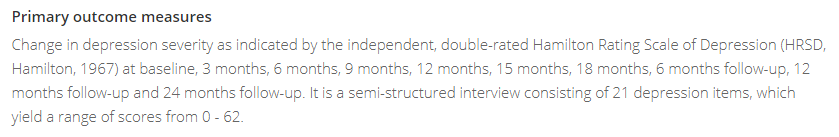 Primary outcome measures
Change in depression severity as indicated by the independent, double-rated Hamilton Rating Scale of Depression (HRSD,
Hamilton, 1967) at baseline, 3 months, 6 months, 9 months, 12 months, 15 months, 18 months, 6 months follow-up, 12
months follow-up and 24 months follow-up. It is a semi-structured interview consisting of 21 depression items, which
yield a range of scores from 0 - 62.